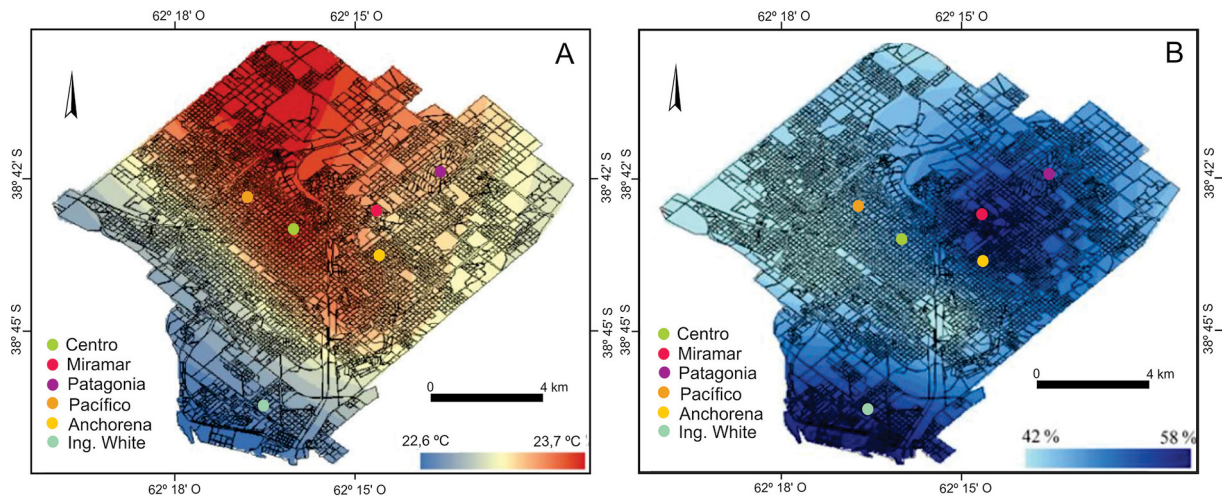 62º 18' O
62º 15' O
A
38º 42' S
38º 45' S
Centro
Miramar
Patagonia
Pacífico
Anchorena
Ing. White
0
4 km
22,6 ºC
23,7 ºC
62º 18' O
62º 15' O
62º 18' O
62º 15' O
B
38º 42' S
38º 42' S
38º 45' S
38º 45' S
Centro
Miramar
Patagonia
Pacífico
Anchorena
Ing. White
0
4 km
42 %
58 %
62º 18' O
62º 15' O